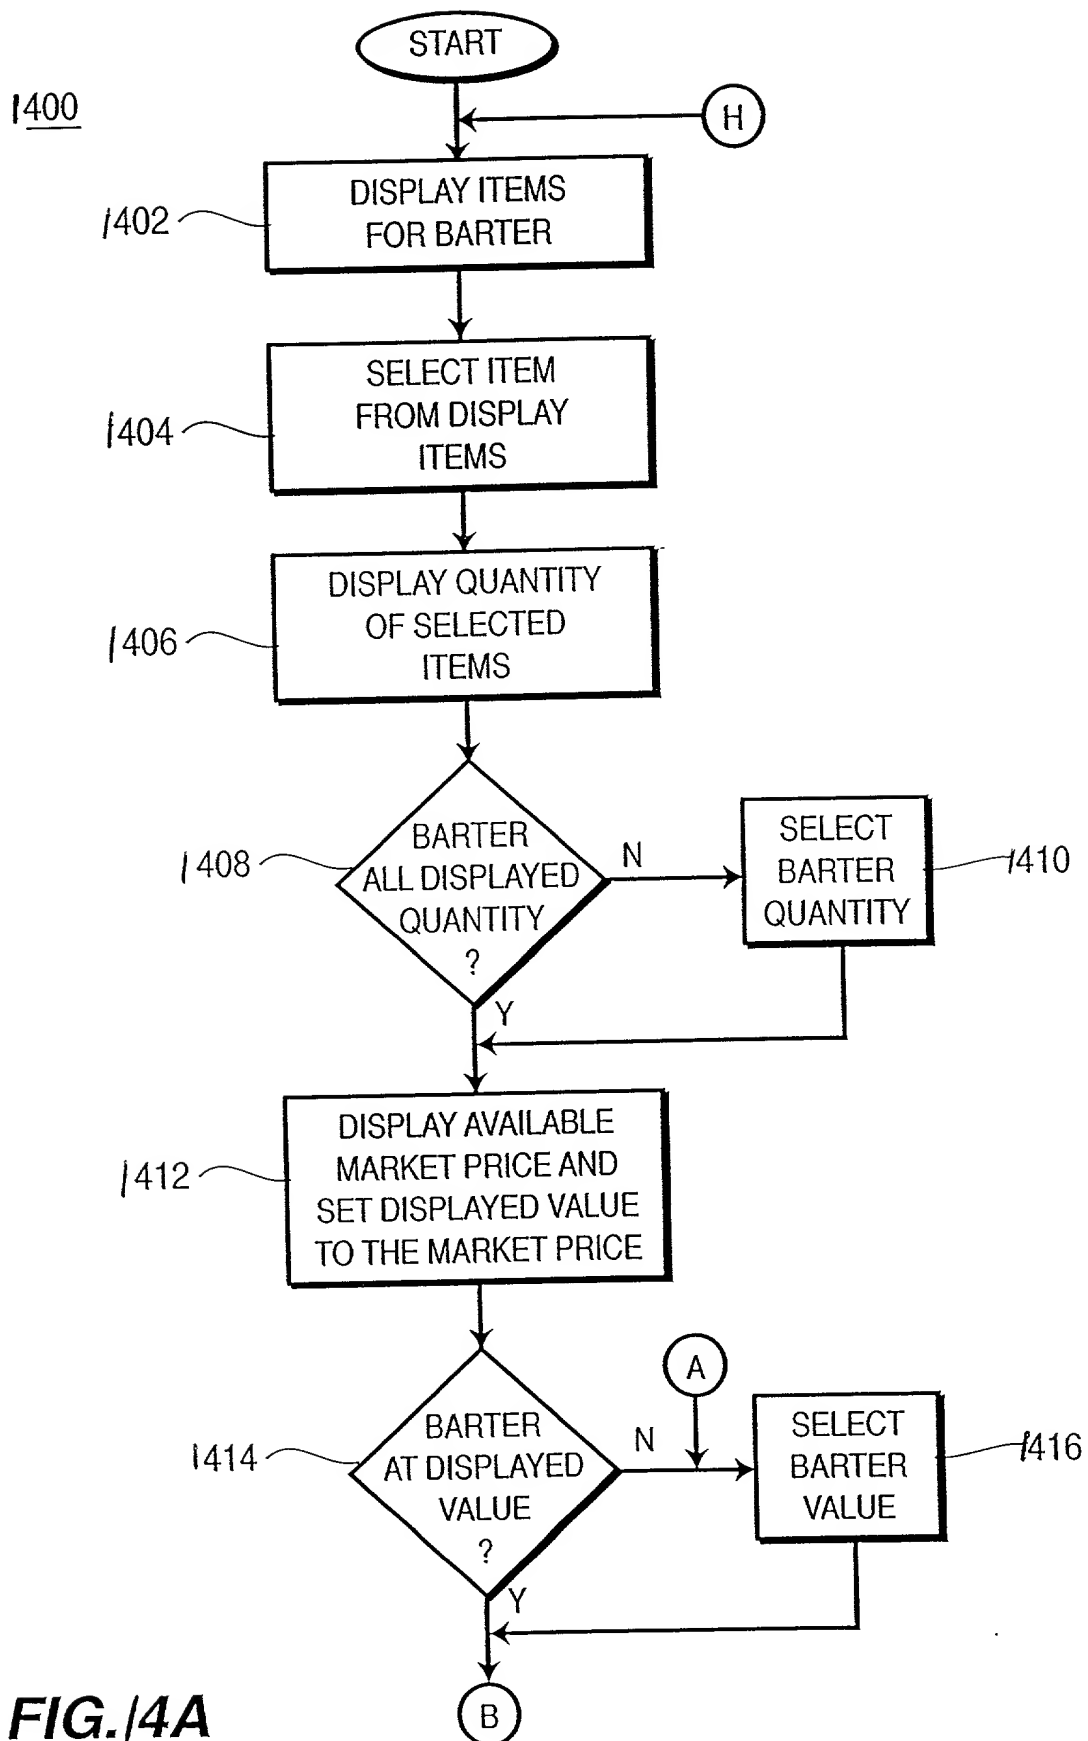 START
1400
H
DISPLAY ITEMS
FOR BARTER
1402
SELECT ITEM
FROM DISPLAY
ITEMS
1404
DISPLAY QUANTITY
OF SELECTED
ITEMS
1406
BARTER
ALL DISPLAYED
QUANTITY
?
1408
N
SELECT
BARTER
QUANTITY
1410
Y
DISPLAY AVAILABLE
MARKET PRICE AND
SET DISPLAYED VALUE
TO THE MARKET PRICE
1412
A
BARTER
AT DISPLAYED
VALUE
?
1414
N
SELECT
BARTER
VALUE
1416
Y
B
FIG. 14A